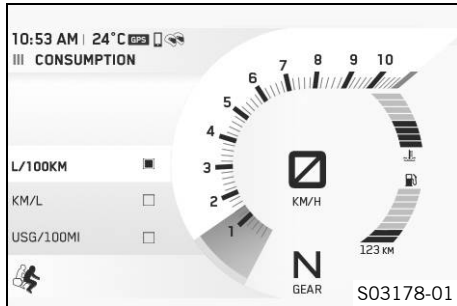 10:53 AM | 24°C GPS
CONSUMPTION
1
2
3
4
5
6
7
8
9
10
L/100KM
KM/L
USG/100MI
0
KM/H
123 KM
N
GEAR
S03178-01